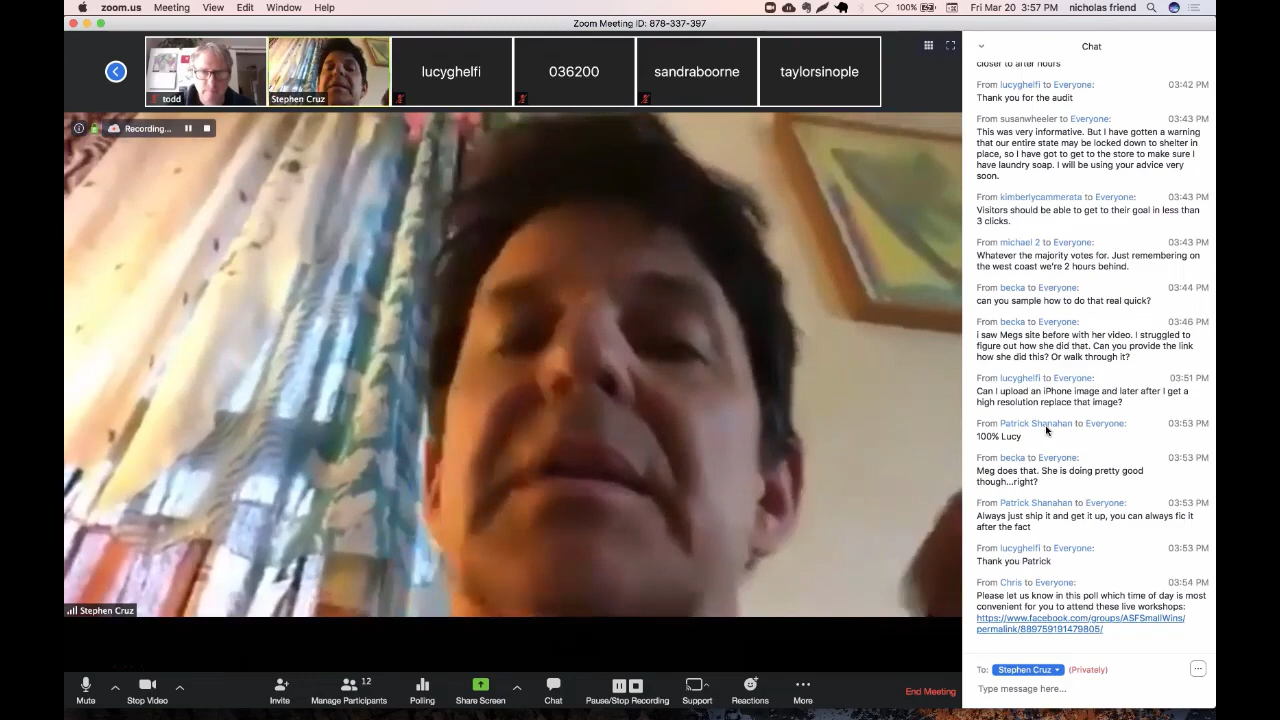 zoom.us Meeting View Edit Window Help 100% Fri Mar 20 3:57 PM nicholas friend
Zoom Meeting ID: 878-337-397
todd
Stephen Cruz
lucyghelfi
036200
sandraboorne
taylorsinople
Recording...
Stephen Cruz
Mute
Stop Video
Invite
12
Manage Participants
Polling
Share Screen
Chat
Pause/Stop Recording
Support
Reactions
More
End Meeting
Chat
closer to after hours
From lucyghelfi to Everyone: 03:42 PM
Thank you for the audit
From susanwheeler to Everyone: 03:43 PM
This was very informative. But I have gotten a warning
that our entire state may be locked down to shelter in
place, so I have got to get to the store to make sure I
have laundry soap. I will be using your advice very
soon.
From kimberlycammerata to Everyone: 03:43 PM
Visitors should be able to get to their goal in less than
3 clicks.
From michael 2 to Everyone: 03:43 PM
Whatever the majority votes for. Just remembering on
the west coast we're 2 hours behind.
From becka to Everyone: 03:44 PM
can you sample how to do that real quick?
From becka to Everyone: 03:46 PM
i saw Megs site before with her video. I struggled to
figure out how she did that. Can you provide the link
how she did this? Or walk through it?
From lucyghelfi to Everyone: 03:51 PM
Can I upload an iPhone image and later after I get a
high resolution replace that image?
From Patrick Shanahan to Everyone: 03:53 PM
100% Lucy
From becka to Everyone: 03:53 PM
Meg does that. She is doing pretty good
though...right?
From Patrick Shanahan to Everyone: 03:53 PM
Always just ship it and get it up, you can always fic it
after the fact
From lucyghelfi to Everyone: 03:53 PM
Thank you Patrick
From Chris to Everyone: 03:54 PM
Please let us know in this poll which time of day is most
convenient for you to attend these live workshops:
https://www.facebook.com/groups/ASFSmallWins/
permalink/889759191479805/
To: Stephen Cruz (Privately)
Type message here...